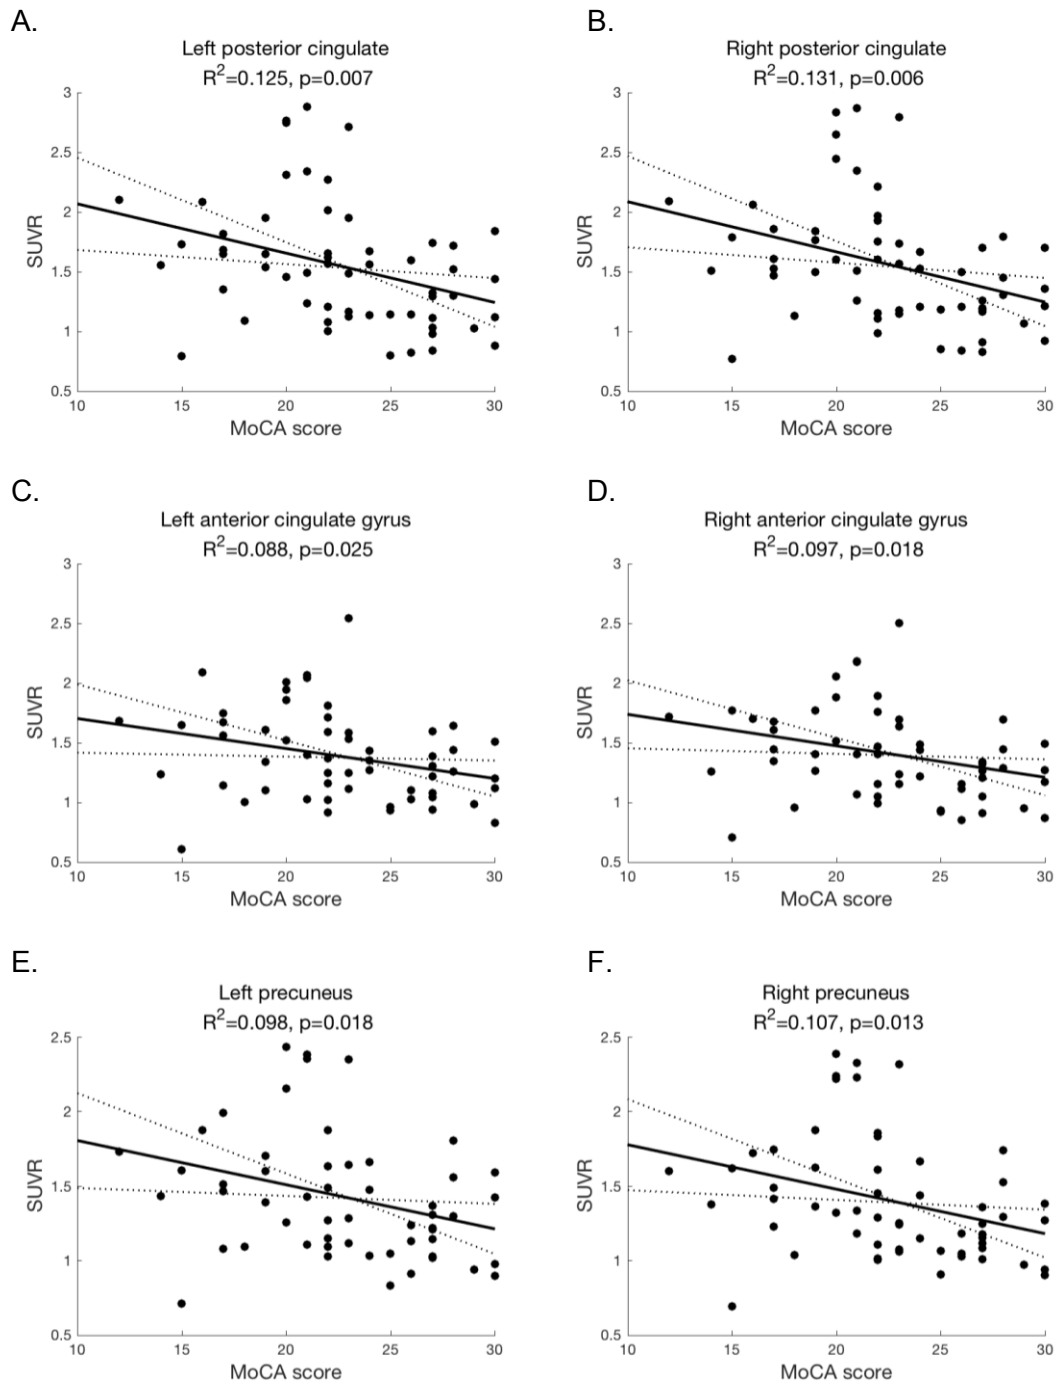 A.
Left posterior cingulate
R²=0.125, p=0.007
3
2.5
2
1.5
1
0.5
SUVR
10 15 20 25 30
MoCA score
B.
Right posterior cingulate
R²=0.131, p=0.006
3
2.5
2
1.5
1
0.5
SUVR
10 15 20 25 30
MoCA score
C.
Left anterior cingulate gyrus
R²=0.088, p=0.025
3
2.5
2
1.5
1
0.5
SUVR
10 15 20 25 30
MoCA score
D.
Right anterior cingulate gyrus
R²=0.097, p=0.018
3
2.5
2
1.5
1
0.5
SUVR
10 15 20 25 30
MoCA score
E.
Left precuneus
R²=0.098, p=0.018
2.5
2
1.5
1
0.5
SUVR
10 15 20 25 30
MoCA score
F.
Right precuneus
R²=0.107, p=0.013
2.5
2
1.5
1
0.5
SUVR
10 15 20 25 30
MoCA score